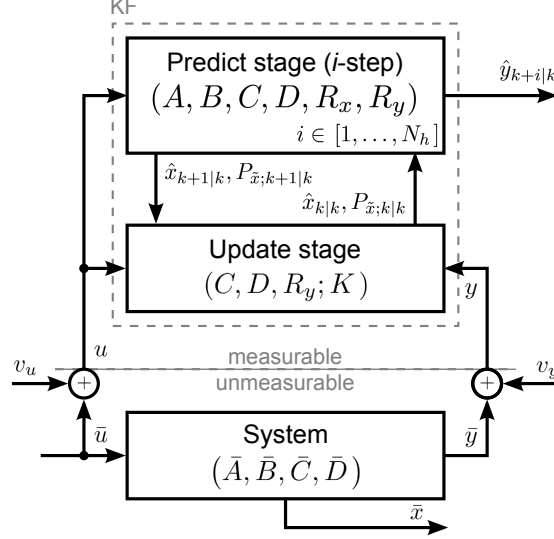 KF
Predict stage (i-step)
(A, B, C, D, R_x, R_y)
i ∈ [1, …, N_h]
ŷ_{k+i|k}
x̂_{k+1|k}, P_{x̃;k+1|k}
x̂_{k|k}, P_{x̃;k|k}
Update stage
(C, D, R_y; K)
y
u
measurable
v_u
+
unmeasurable
+
v_y
ū
System
ȳ
(Ā, B̄, C̄, D̄)
x̄